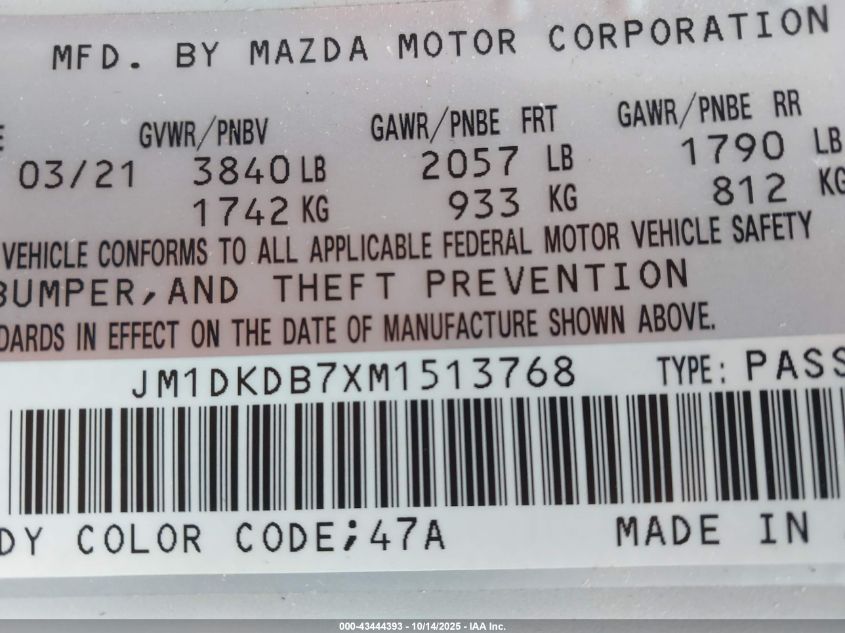 MFD. BY MAZDA MOTOR CORPORATION
E GVWR/PNBV GAWR/PNBE FRT GAWR/PNBE RR
03/21 3840 LB 2057 LB 1790 LB
1742 KG 933 KG 812 KG
VEHICLE CONFORMS TO ALL APPLICABLE FEDERAL MOTOR VEHICLE SAFETY
BUMPER,AND THEFT PREVENTION
DARDS IN EFFECT ON THE DATE OF MANUFACTURE SHOWN ABOVE.
JM1DKDB7XM1513768 TYPE: PASS
DY COLOR CODE;47A MADE IN
000-43444393 - 10/14/2025 - IAA Inc.